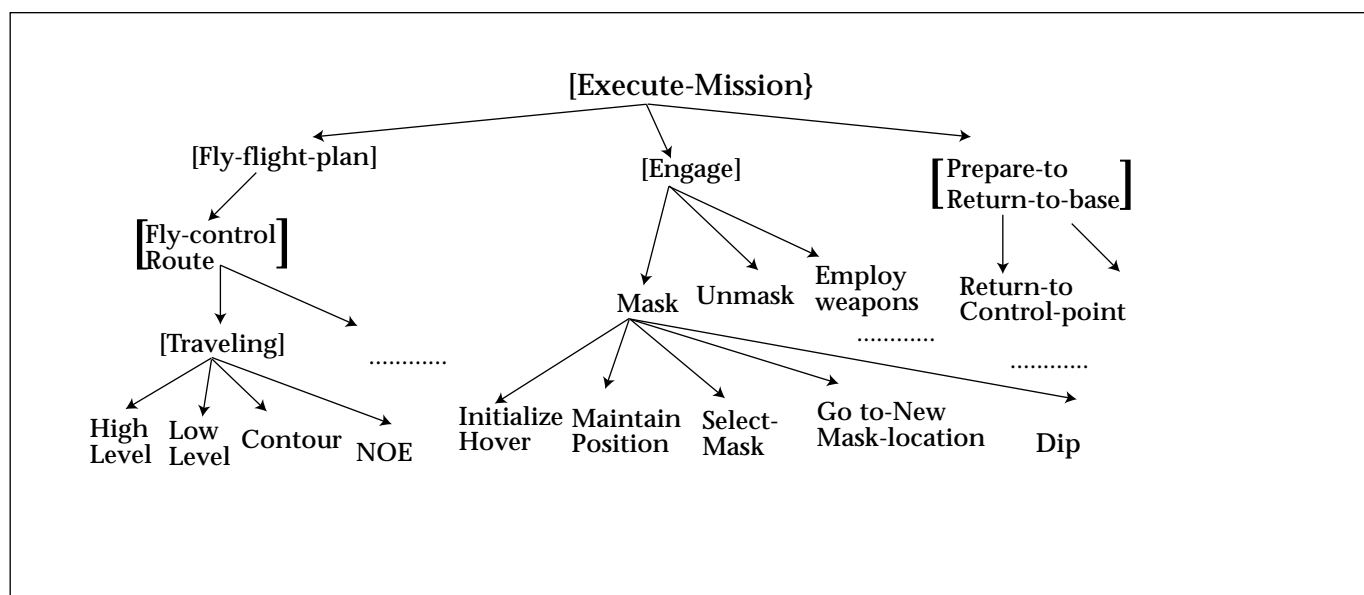 [Execute-Mission}
[Fly-flight-plan]
[Engage]
[Prepare-to
Return-to-base]
[Fly-control
Route]
Mask
Unmask
Employ
weapons
Return-to
Control-point
[Traveling]
............
............
............
High
Level
Low
Level
Contour
NOE
Initialize
Hover
Maintain
Position
Select-
Mask
Go to-New
Mask-location
Dip